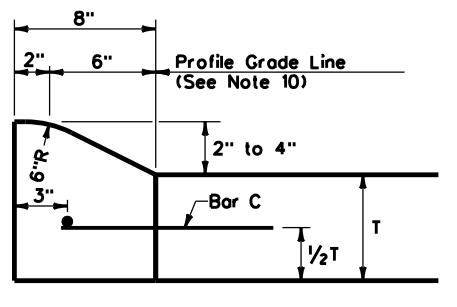 8"
2"
6"
Profile Grade Line
(See Note 10)
2" to 4"
6"R
3"
Bar C
T
½T